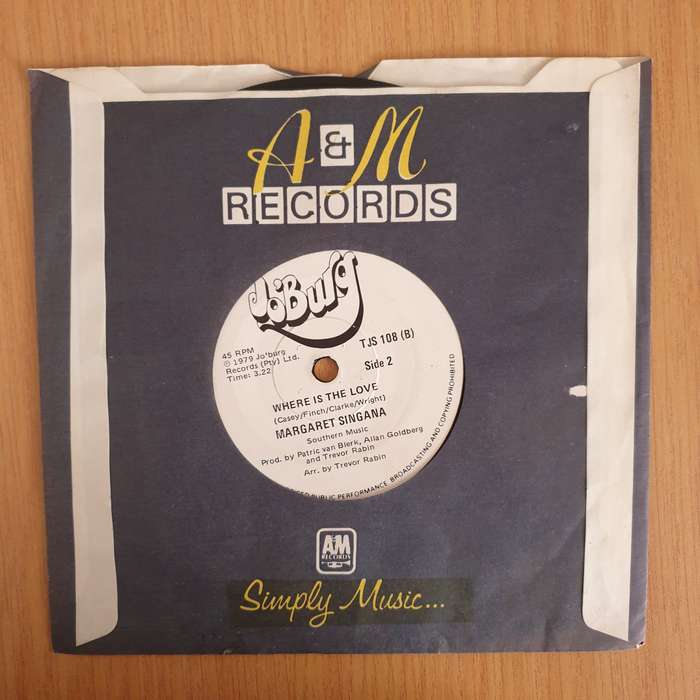 A & M
RECORDS
Jo'Burg
45 RPM
℗ 1979 Jo'burg
Records (Pty) Ltd.
Time: 3.22
TJS 108 (B)
Side 2
WHERE IS THE LOVE
(Casey/Finch/Clarke/Wright)
MARGARET SINGANA
Southern Music
Prod. by Patric van Blerk, Allan Goldberg
and Trevor Rabin
Arr. by Trevor Rabin
PUBLIC PERFORMANCE BROADCASTING AND COPYING PROHIBITED
A&M
RECORDS
Simply Music...